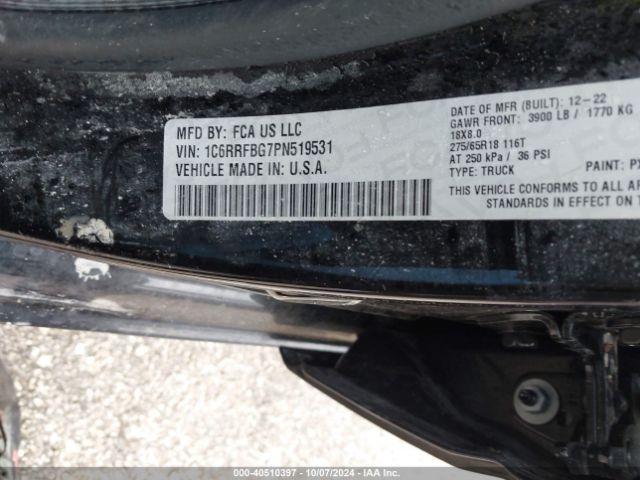 MFD BY: FCA US LLC
VIN: 1C6RRFBG7PN519531
VEHICLE MADE IN: U.S.A.
DATE OF MFR (BUILT): 12-22
GAWR FRONT: 3900 LB / 1770 KG
18X8.0
275/65R18 116T
AT 250 kPa / 36 PSI
TYPE: TRUCK
PAINT: PX
THIS VEHICLE CONFORMS TO ALL A
STANDARDS IN EFFECT ON T
000-40510397 - 10/07/2024 - IAA Inc.